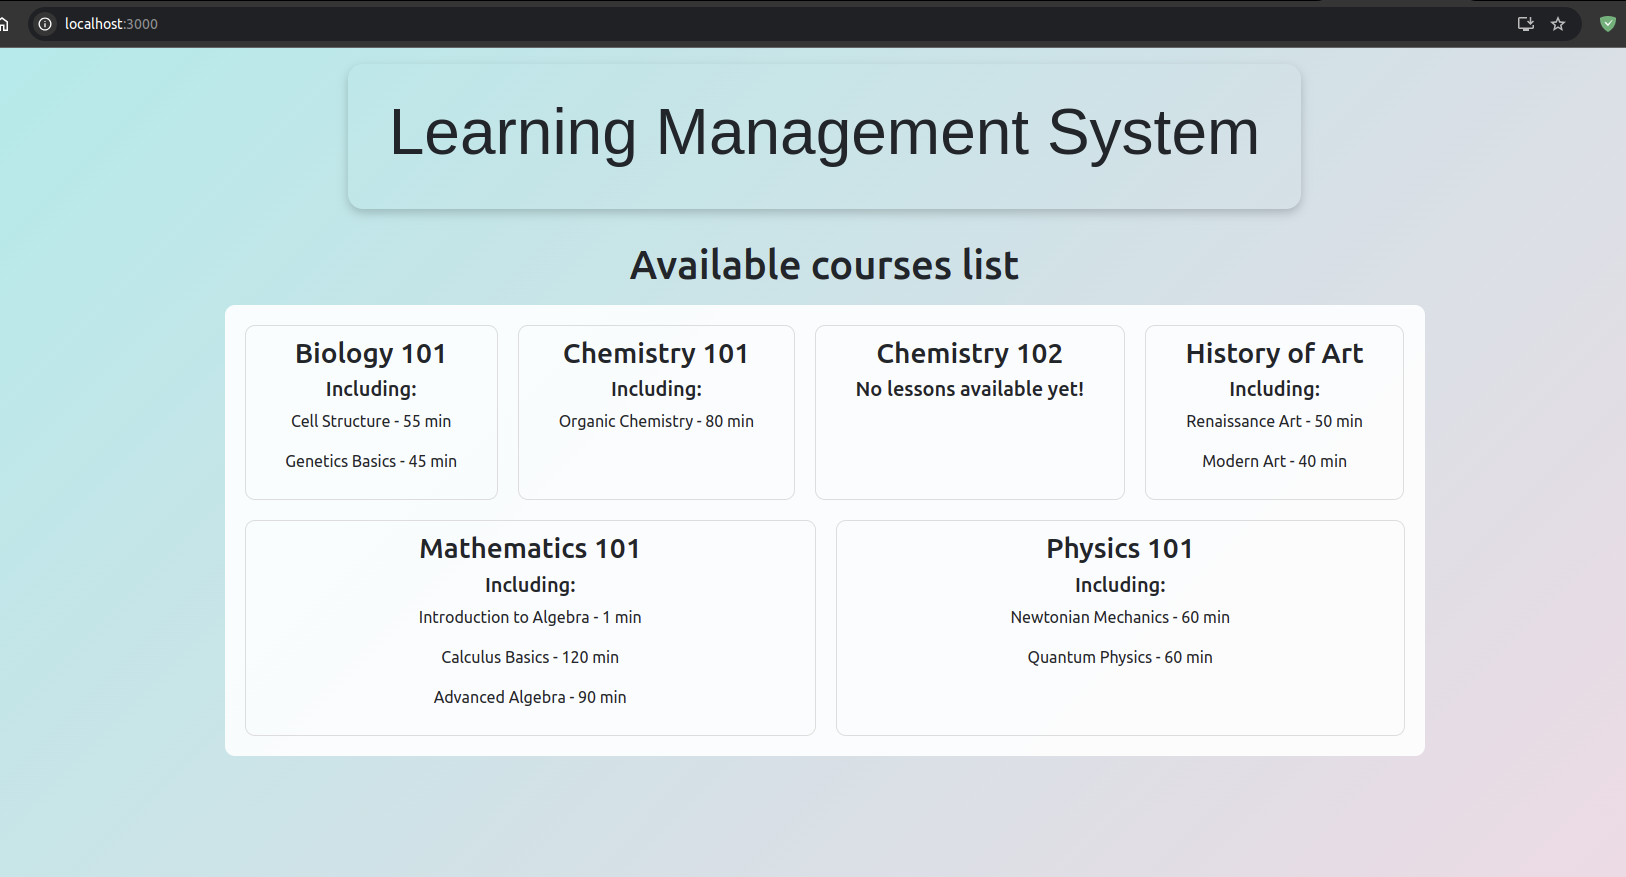 localhost:3000
Learning Management System
Available courses list
Biology 101
Including:
Cell Structure - 55 min
Genetics Basics - 45 min
Chemistry 101
Including:
Organic Chemistry - 80 min
Chemistry 102
No lessons available yet!
History of Art
Including:
Renaissance Art - 50 min
Modern Art - 40 min
Mathematics 101
Including:
Introduction to Algebra - 1 min
Calculus Basics - 120 min
Advanced Algebra - 90 min
Physics 101
Including:
Newtonian Mechanics - 60 min
Quantum Physics - 60 min